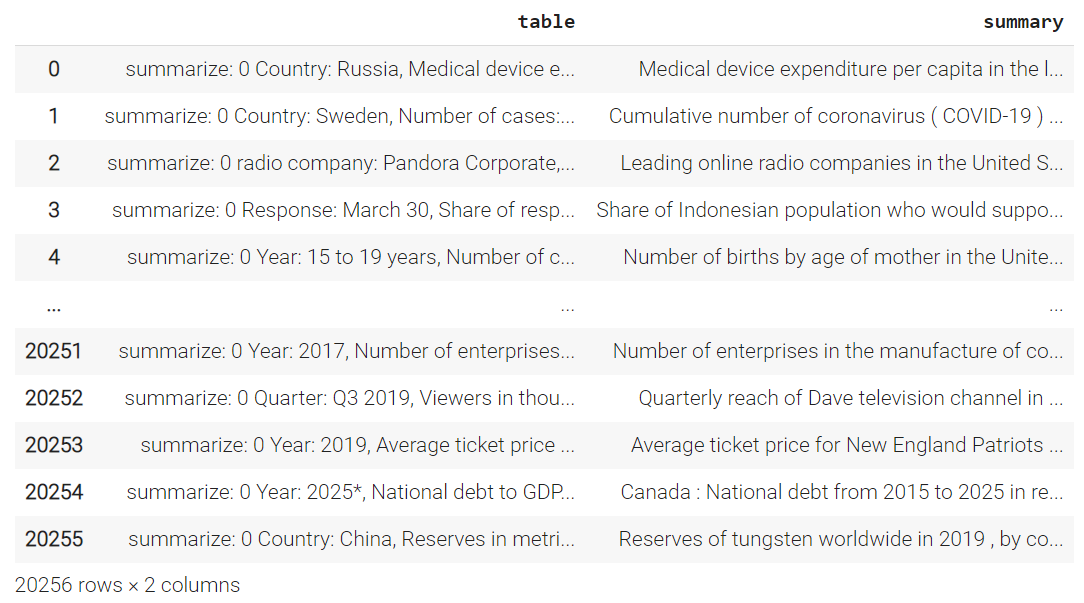 table summary
0 summarize: 0 Country: Russia, Medical device e... Medical device expenditure per capita in the l...
1 summarize: 0 Country: Sweden, Number of cases:... Cumulative number of coronavirus ( COVID-19 ) ...
2 summarize: 0 radio company: Pandora Corporate,... Leading online radio companies in the United S...
3 summarize: 0 Response: March 30, Share of resp... Share of Indonesian population who would suppo...
4 summarize: 0 Year: 15 to 19 years, Number of c... Number of births by age of mother in the Unite...
... ... ...
20251 summarize: 0 Year: 2017, Number of enterprises... Number of enterprises in the manufacture of co...
20252 summarize: 0 Quarter: Q3 2019, Viewers in thou... Quarterly reach of Dave television channel in ...
20253 summarize: 0 Year: 2019, Average ticket price ... Average ticket price for New England Patriots ...
20254 summarize: 0 Year: 2025*, National debt to GDP... Canada : National debt from 2015 to 2025 in re...
20255 summarize: 0 Country: China, Reserves in metri... Reserves of tungsten worldwide in 2019 , by co...
20256 rows × 2 columns